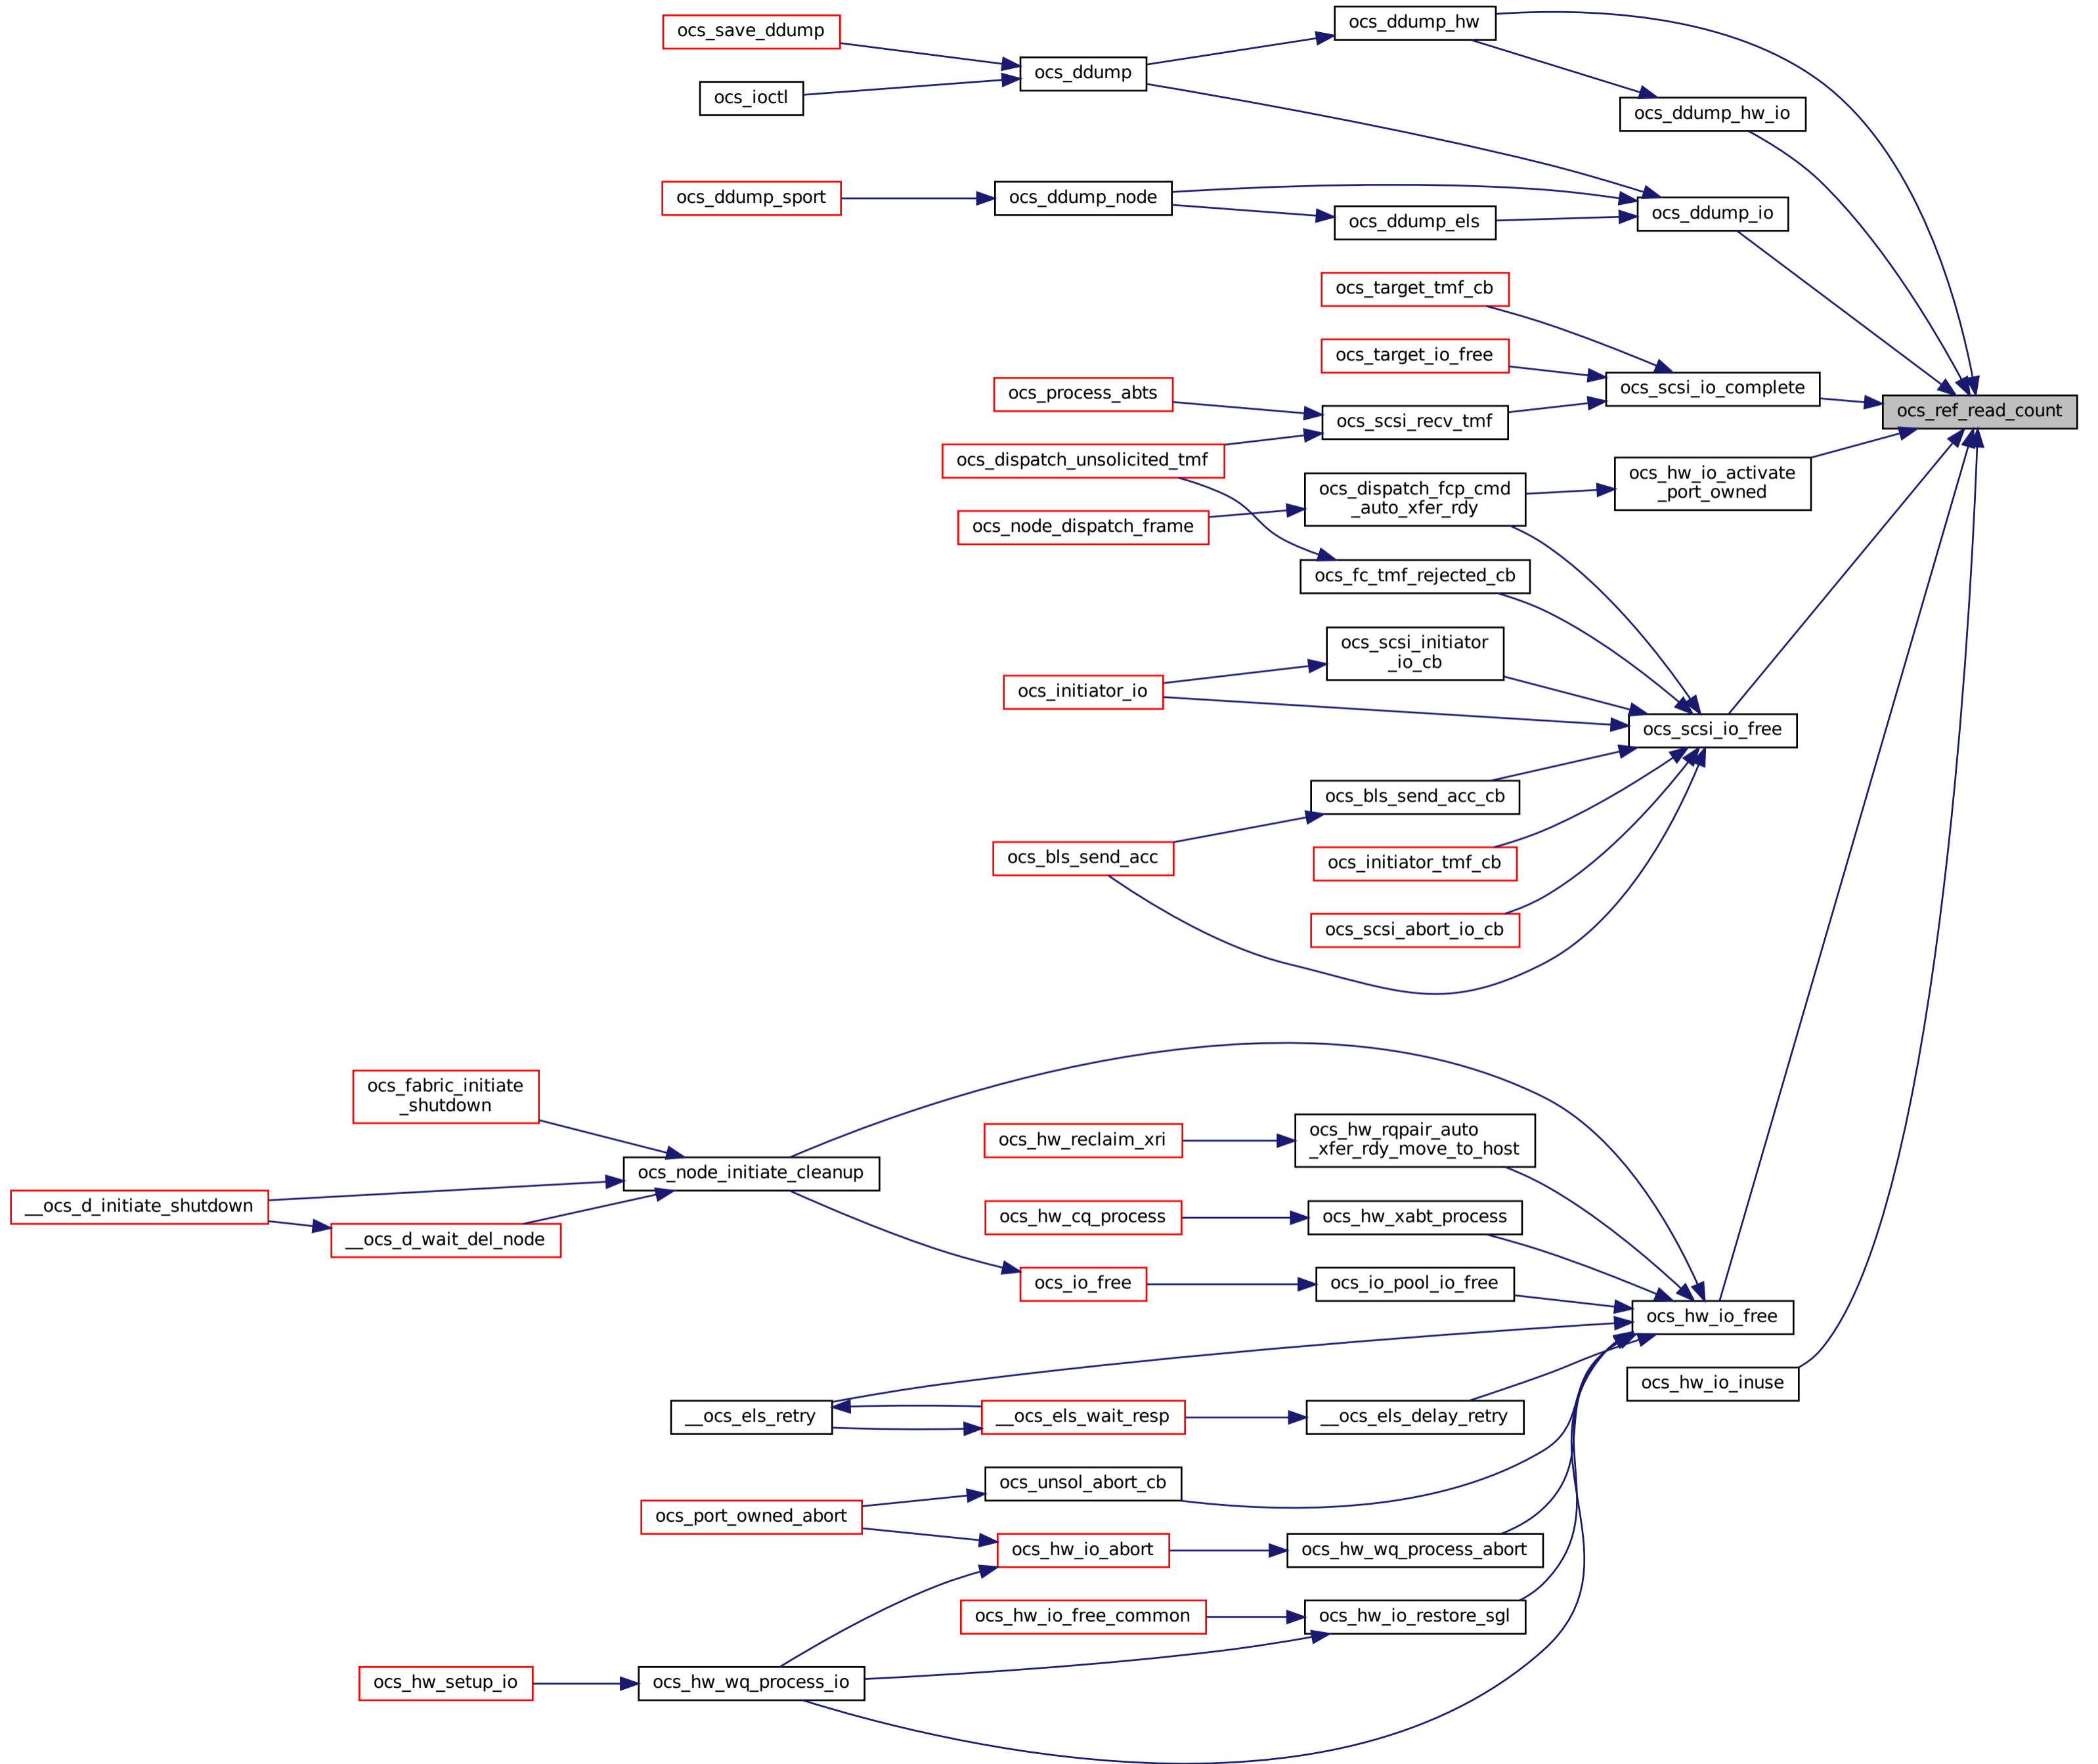 ocs_save_ddump
ocs_ddump_hw
ocs_ddump
ocs_ioctl
ocs_ddump_hw_io
ocs_ddump_sport
ocs_ddump_node
ocs_ddump_els
ocs_ddump_io
ocs_target_tmf_cb
ocs_target_io_free
ocs_process_abts
ocs_scsi_io_complete
ocs_scsi_recv_tmf
ocs_ref_read_count
ocs_dispatch_unsolicited_tmf
ocs_hw_io_activate
_port_owned
ocs_dispatch_fcp_cmd
_auto_xfer_rdy
ocs_node_dispatch_frame
ocs_fc_tmf_rejected_cb
ocs_scsi_initiator
_io_cb
ocs_initiator_io
ocs_scsi_io_free
ocs_bls_send_acc_cb
ocs_bls_send_acc
ocs_initiator_tmf_cb
ocs_scsi_abort_io_cb
ocs_fabric_initiate
_shutdown
ocs_node_initiate_cleanup
__ocs_d_initiate_shutdown
__ocs_d_wait_del_node
ocs_hw_reclaim_xri
ocs_hw_rqpair_auto
_xfer_rdy_move_to_host
ocs_hw_cq_process
ocs_hw_xabt_process
ocs_io_free
ocs_io_pool_io_free
ocs_hw_io_free
ocs_hw_io_inuse
__ocs_els_retry
__ocs_els_wait_resp
__ocs_els_delay_retry
ocs_unsol_abort_cb
ocs_port_owned_abort
ocs_hw_io_abort
ocs_hw_wq_process_abort
ocs_hw_io_free_common
ocs_hw_io_restore_sgl
ocs_hw_setup_io
ocs_hw_wq_process_io